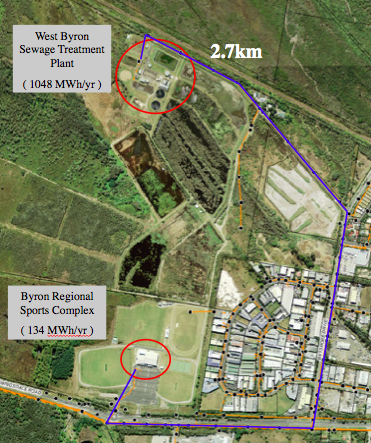 West Byron
Sewage Treatment
Plant
( 1048 MWh/yr )
2.7km
Byron Regional
Sports Complex
( 134 MWh/yr )